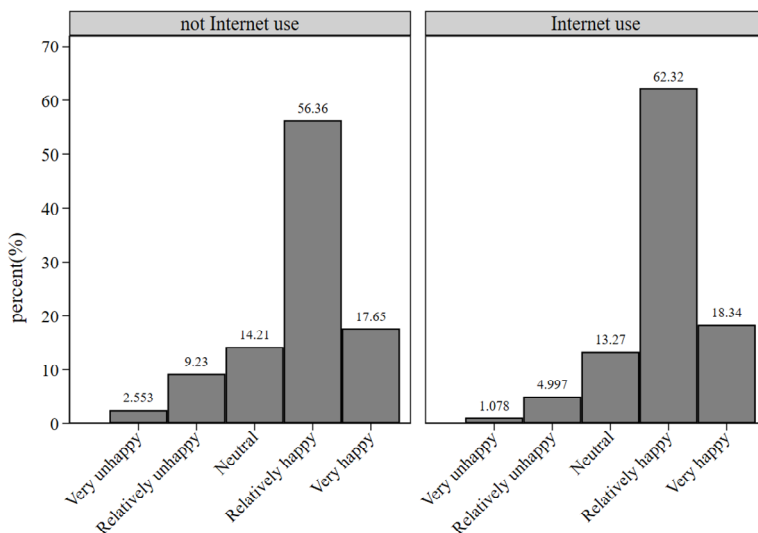 not Internet use
Internet use
percent(%)
70
60
50
40
30
20
10
0
2.553
9.23
14.21
56.36
17.65
1.078
4.997
13.27
62.32
18.34
Very unhappy
Relatively unhappy
Neutral
Relatively happy
Very happy
Very unhappy
Relatively unhappy
Neutral
Relatively happy
Very happy